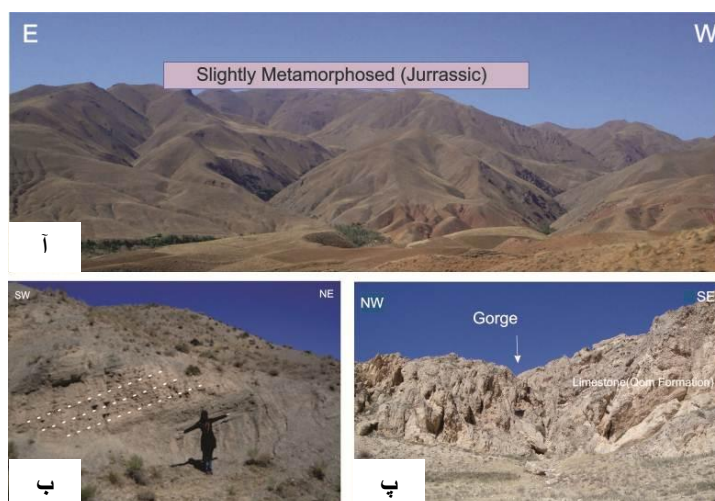 E
W
Slightly Metamorphosed (Jurrassic)
آ
SW
NE
ب
NW
SE
Gorge
Limestone(Qom Formation)
پ